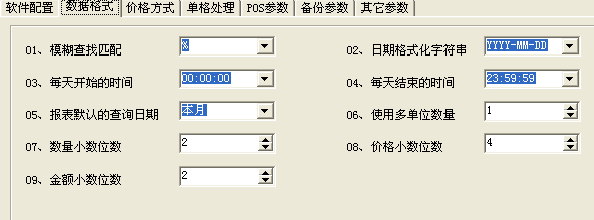 软件配置 数据格式 价格方式 单格处理 POS参数 备份参数 其它参数
01、模糊查找匹配 % 02、日期格式化字符串 YYYY-MM-DD
03、每天开始的时间 00:00:00 04、每天结束的时间 23:59:59
05、报表默认的查询日期 本月 06、使用多单位数量 1
07、数量小数位数 2 08、价格小数位数 4
09、金额小数位数 2